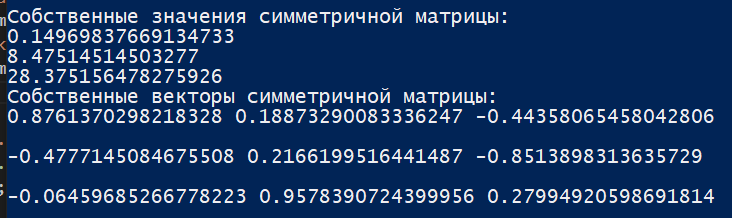 Собственные значения симметричной матрицы:
0.14969837669134733
8.47514514503277
28.375156478275926
Собственные векторы симметричной матрицы:
0.8761370298218328 0.18873290083336247 -0.44358065458042806
-0.4777145084675508 0.2166199516441487 -0.8513898313635729
-0.06459685266778223 0.9578390724399956 0.27994920598691814